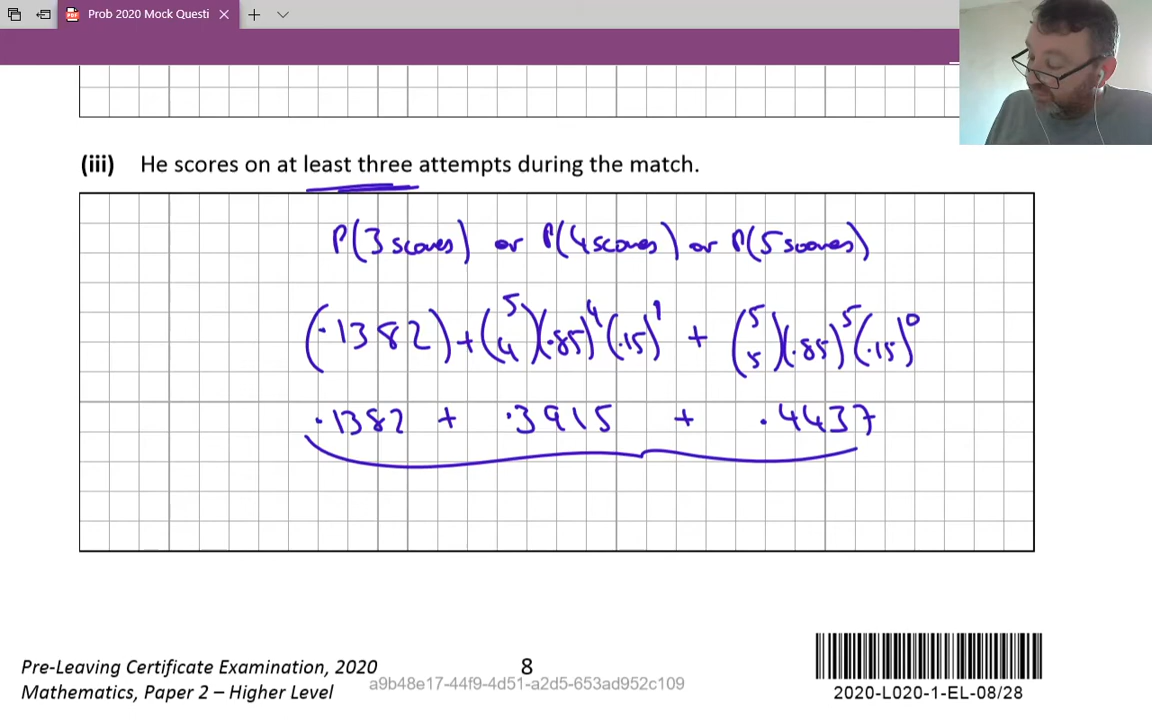 Prob 2020 Mock Questi
(iii) He scores on at least three attempts during the match.
P(3 scores) or P(4 scores) or P(5 scores)
(.1382) + (5 4)(.85)^4(.15)^1 + (5 5)(.85)^5(.15)^0
.1382 + .3915 + .4437
Pre-Leaving Certificate Examination, 2020
Mathematics, Paper 2 – Higher Level
8
a9b48e17-44f9-4d51-a2d5-653ad952c109
2020-L020-1-EL-08/28